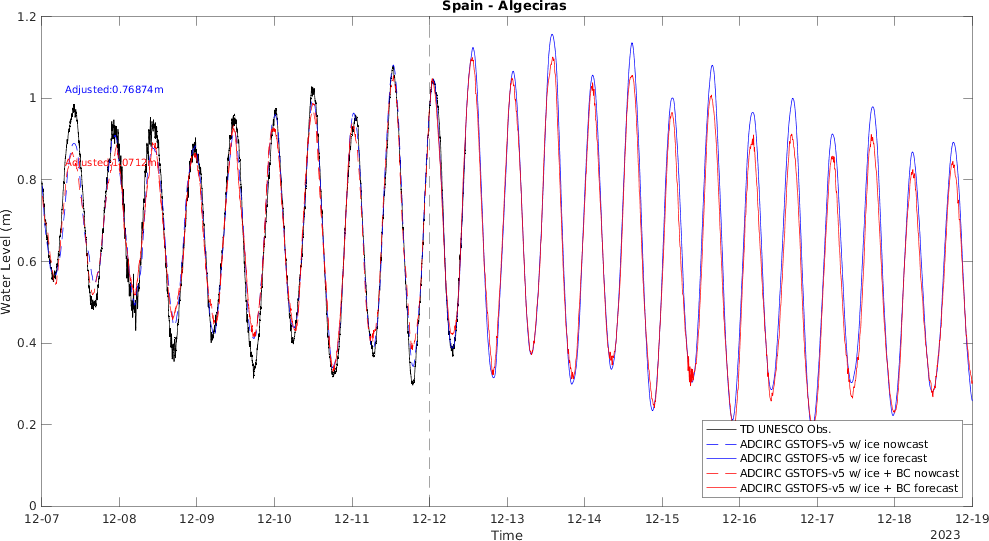 Spain - Algeciras
Water Level (m)
1.2
1
0.8
0.6
0.4
0.2
0
Adjusted:0.76874m
Adjusted:1.0712m
TD UNESCO Obs.
ADCIRC GSTOFS-v5 w/ ice nowcast
ADCIRC GSTOFS-v5 w/ ice forecast
ADCIRC GSTOFS-v5 w/ ice + BC nowcast
ADCIRC GSTOFS-v5 w/ ice + BC forecast
12-07 12-08 12-09 12-10 12-11 12-12 12-13 12-14 12-15 12-16 12-17 12-18 12-19
Time
2023